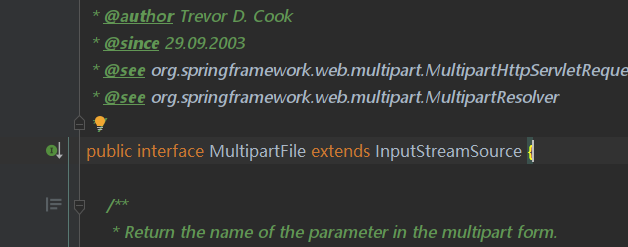 * @author Trevor D. Cook
* @since 29.09.2003
* @see org.springframework.web.multipart.MultipartHttpServletReque
* @see org.springframework.web.multipart.MultipartResolver
public interface MultipartFile extends InputStreamSource {
/**
* Return the name of the parameter in the multipart form.